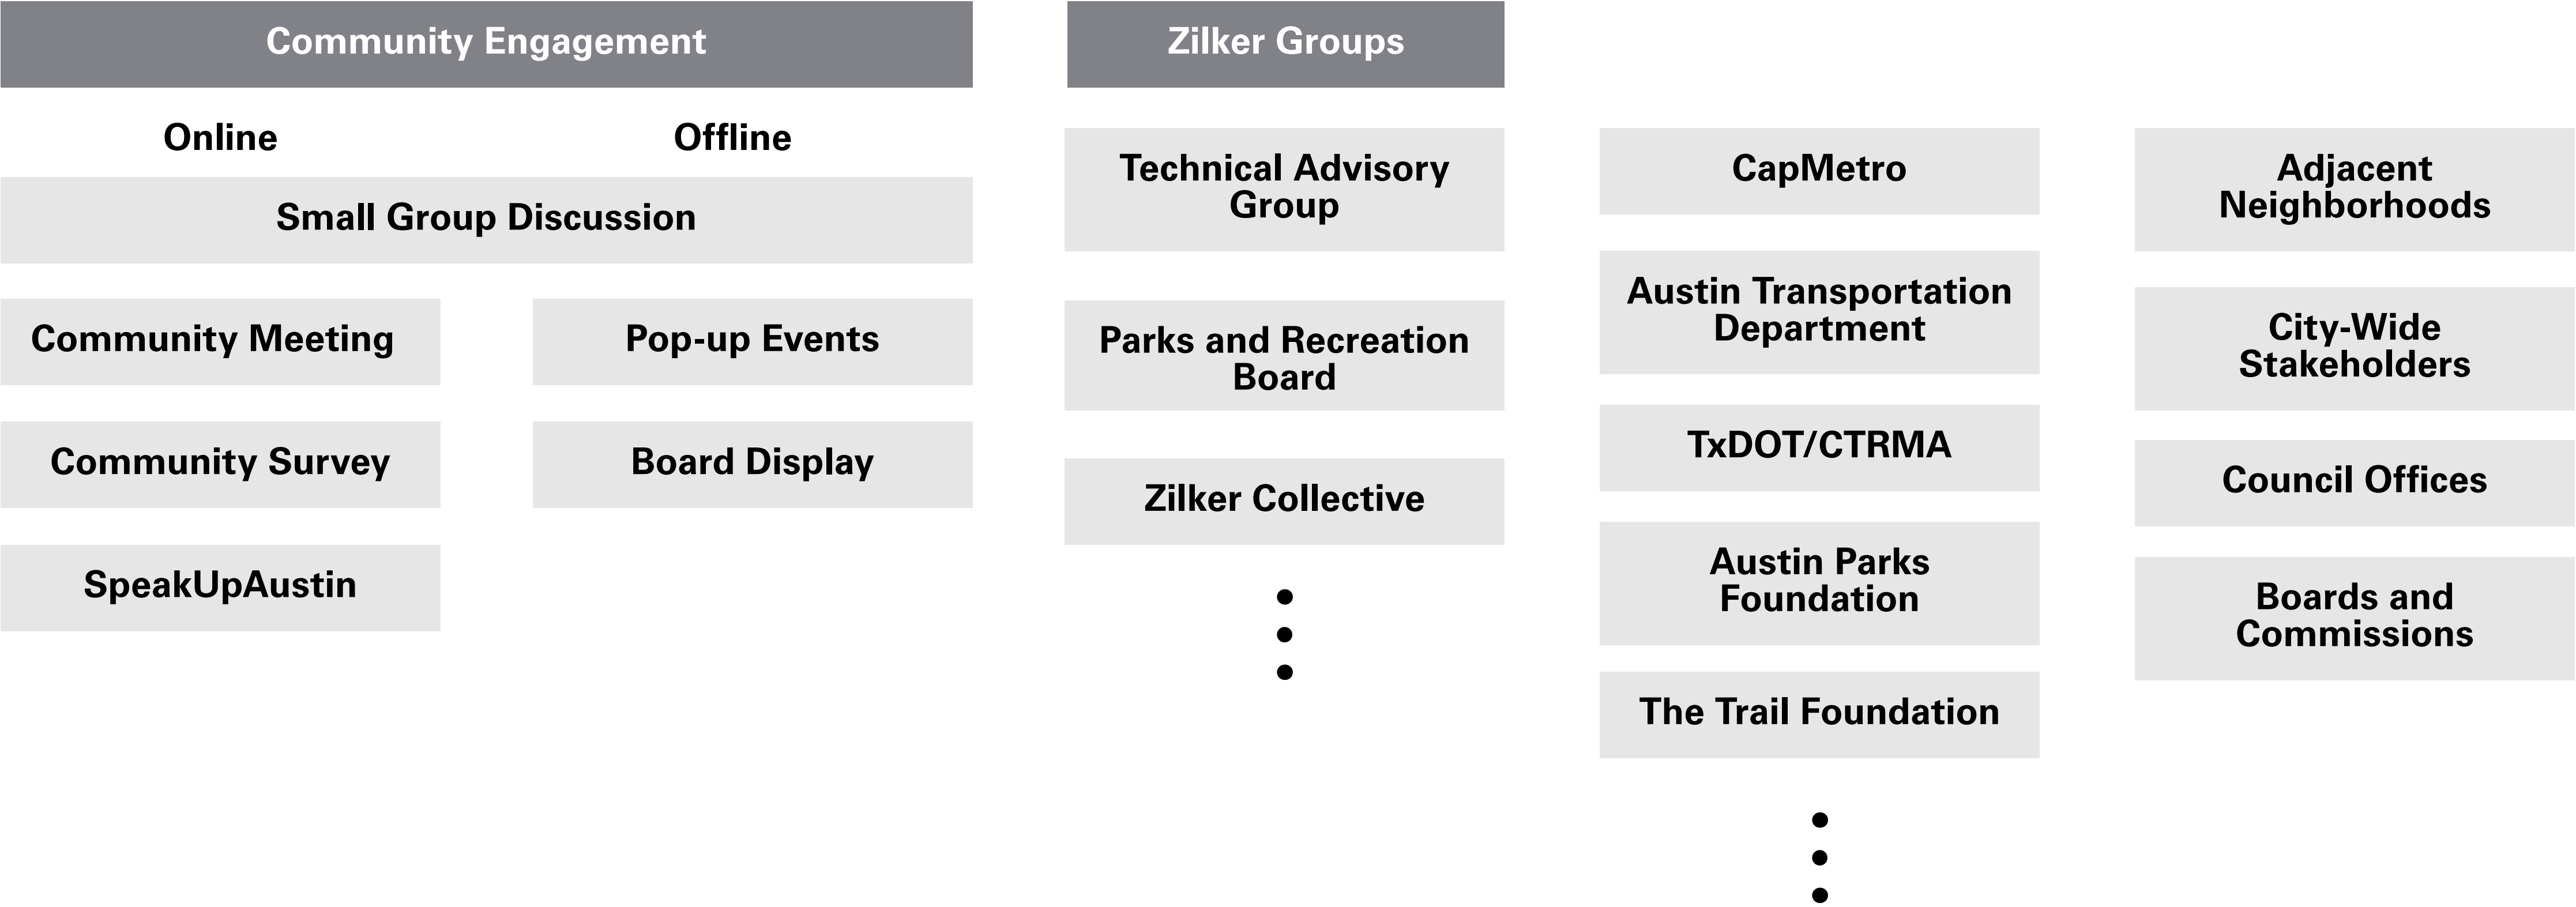 Community Engagement
Online
Offline
Small Group Discussion
Community Meeting
Pop-up Events
Community Survey
Board Display
SpeakUpAustin
Zilker Groups
Technical Advisory
Group
Parks and Recreation
Board
Zilker Collective
CapMetro
Austin Transportation
Department
TxDOT/CTRMA
Austin Parks
Foundation
The Trail Foundation
Adjacent
Neighborhoods
City-Wide
Stakeholders
Council Offices
Boards and
Commissions